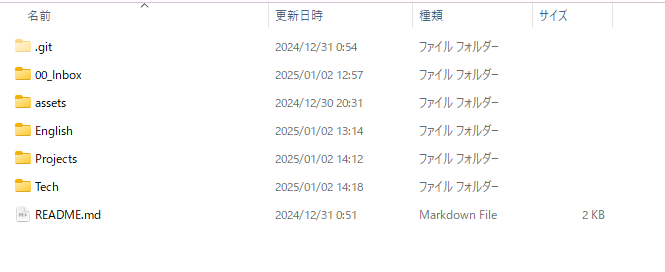 名前 更新日時 種類 サイズ
.git 2024/12/31 0:54 ファイル フォルダー
00_Inbox 2025/01/02 12:57 ファイル フォルダー
assets 2024/12/30 20:31 ファイル フォルダー
English 2025/01/02 13:14 ファイル フォルダー
Projects 2025/01/02 14:12 ファイル フォルダー
Tech 2025/01/02 14:18 ファイル フォルダー
README.md 2024/12/31 0:51 Markdown File 2 KB